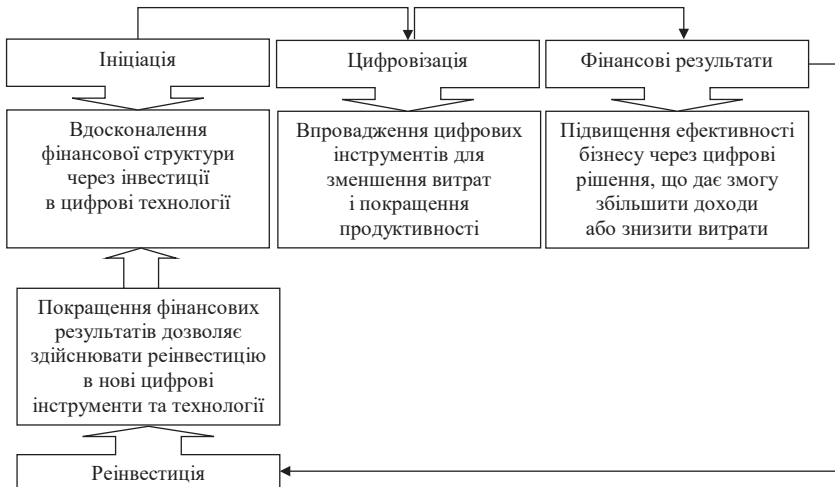 Ініціація
Цифровізація
Фінансові результати
Вдосконалення
фінансової структури
через інвестиції
в цифрові технології
Впровадження цифрових
інструментів для
зменшення витрат
і покращення
продуктивності
Підвищення ефективності
бізнесу через цифрові
рішення, що дає змогу
збільшити доходи
або знизити витрати
Покращення фінансових
результатів дозволяє
здійснювати реінвестицію
в нові цифрові
інструменти та технології
Реінвестиція